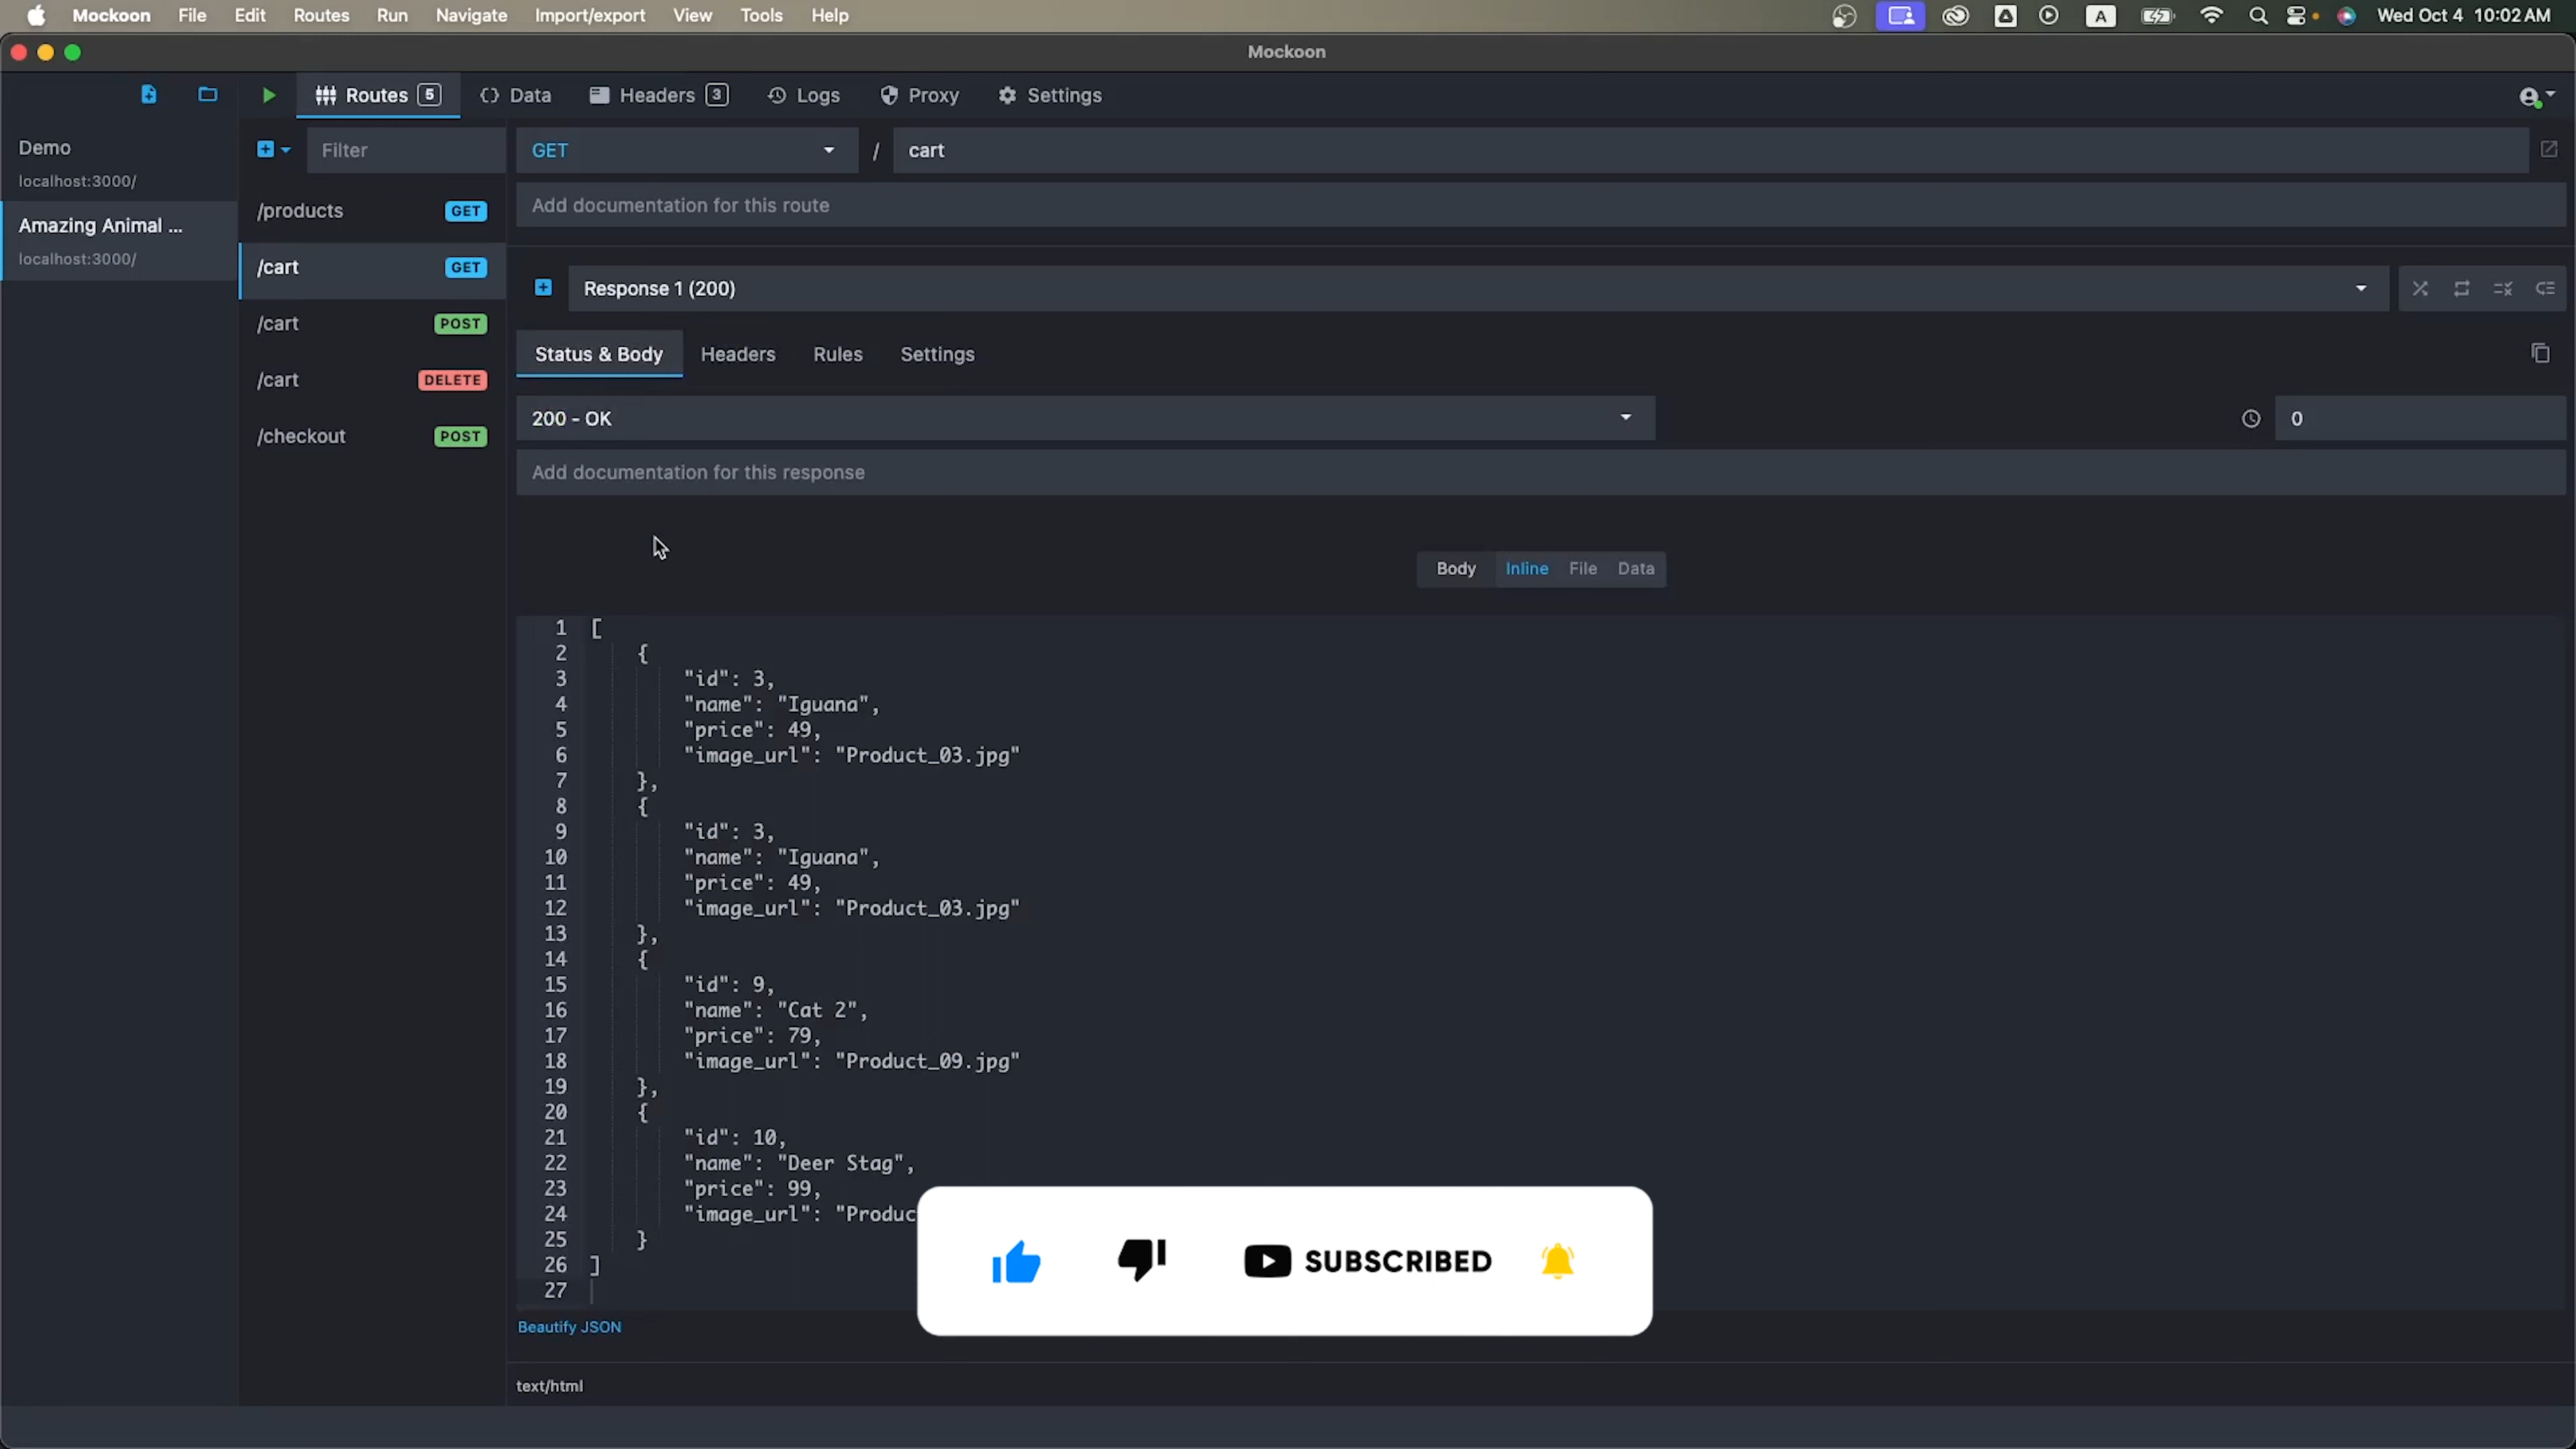 Mockoon File Edit Routes Run Navigate Import/export View Tools Help A Wed Oct 4 10:02 AM
Mockoon
Routes 5 Data Headers 3 Logs Proxy Settings
Demo
localhost:3000/
Amazing Animal ...
localhost:3000/
Filter
/products GET
/cart GET
/cart POST
/cart DELETE
/checkout POST
GET / cart
Add documentation for this route
Response 1 (200)
Status & Body Headers Rules Settings
200 - OK 0
Add documentation for this response
Body Inline File Data
1 [
2 {
3 "id": 3,
4 "name": "Iguana",
5 "price": 49,
6 "image_url": "Product_03.jpg"
7 },
8 {
9 "id": 3,
10 "name": "Iguana",
11 "price": 49,
12 "image_url": "Product_03.jpg"
13 },
14 {
15 "id": 9,
16 "name": "Cat 2",
17 "price": 79,
18 "image_url": "Product_09.jpg"
19 },
20 {
21 "id": 10,
22 "name": "Deer Stag",
23 "price": 99,
24 "image_url": "Produc
25 }
26 ]
27
SUBSCRIBED
Beautify JSON
text/html